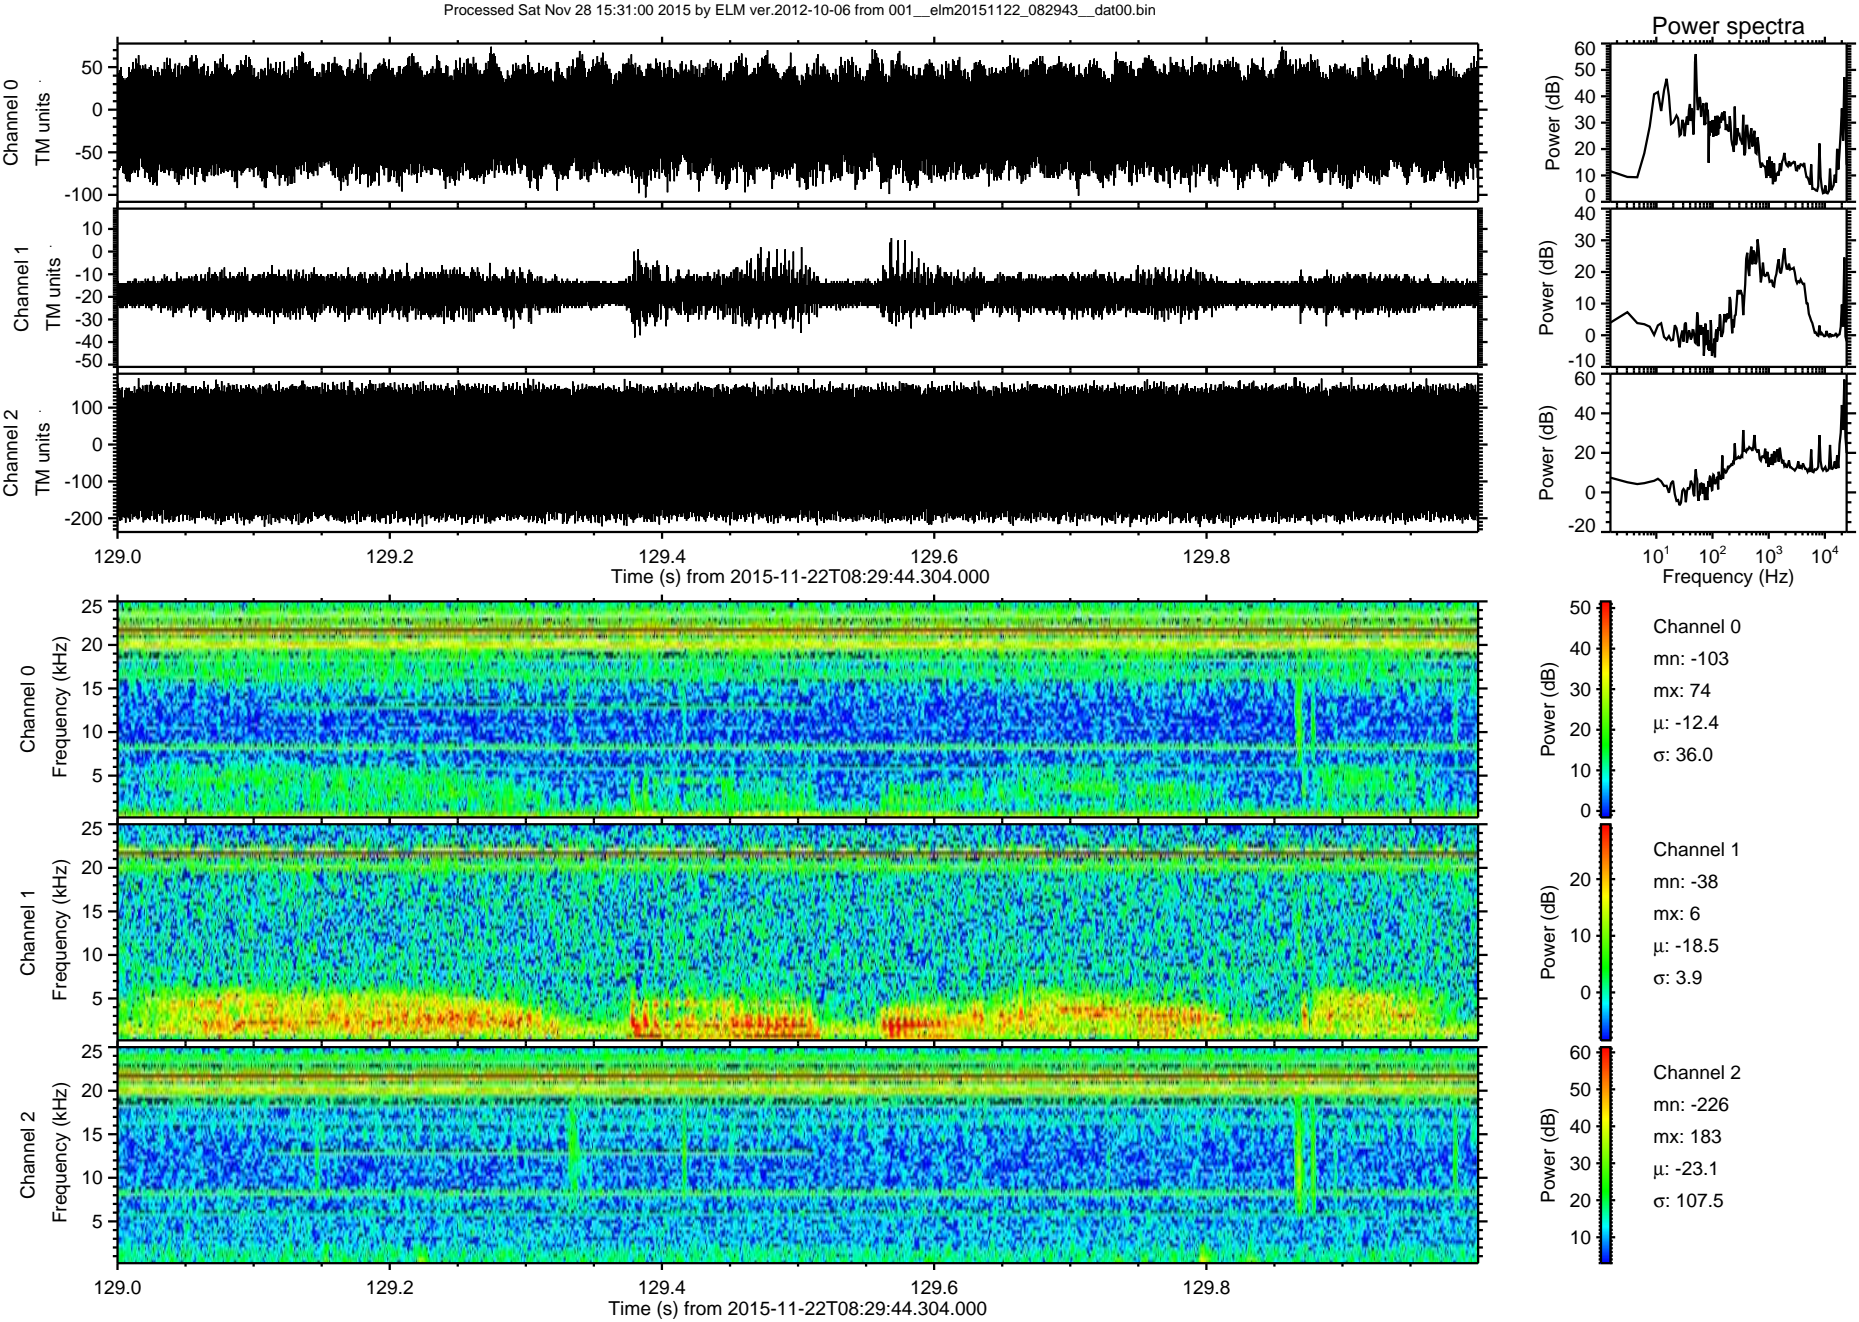 Processed Sat Nov 28 15:31:00 2015 by ELM ver.2012-10-06 from 001__elm20151122_082943__dat00.bin
Power spectra
Channel 0
TM units
50
0
-50
-100
Power (dB)
60
50
40
30
20
10
0
Channel 1
TM units
10
0
-10
-20
-30
-40
-50
Power (dB)
40
30
20
10
0
-10
Channel 2
TM units
100
0
-100
-200
Power (dB)
60
40
20
0
-20
129.0 129.2 129.4 129.6 129.8
Time (s) from 2015-11-22T08:29:44.304.000
10^1 10^2 10^3 10^4
Frequency (Hz)
Channel 0
Frequency (kHz)
25
20
15
10
5
Power (dB)
50
40
30
20
10
0
Channel 0
mn: -103
mx: 74
μ: -12.4
σ: 36.0
Channel 1
Frequency (kHz)
25
20
15
10
5
Power (dB)
20
10
0
Channel 1
mn: -38
mx: 6
μ: -18.5
σ: 3.9
Channel 2
Frequency (kHz)
25
20
15
10
5
Power (dB)
60
50
40
30
20
10
Channel 2
mn: -226
mx: 183
μ: -23.1
σ: 107.5
129.0 129.2 129.4 129.6 129.8
Time (s) from 2015-11-22T08:29:44.304.000